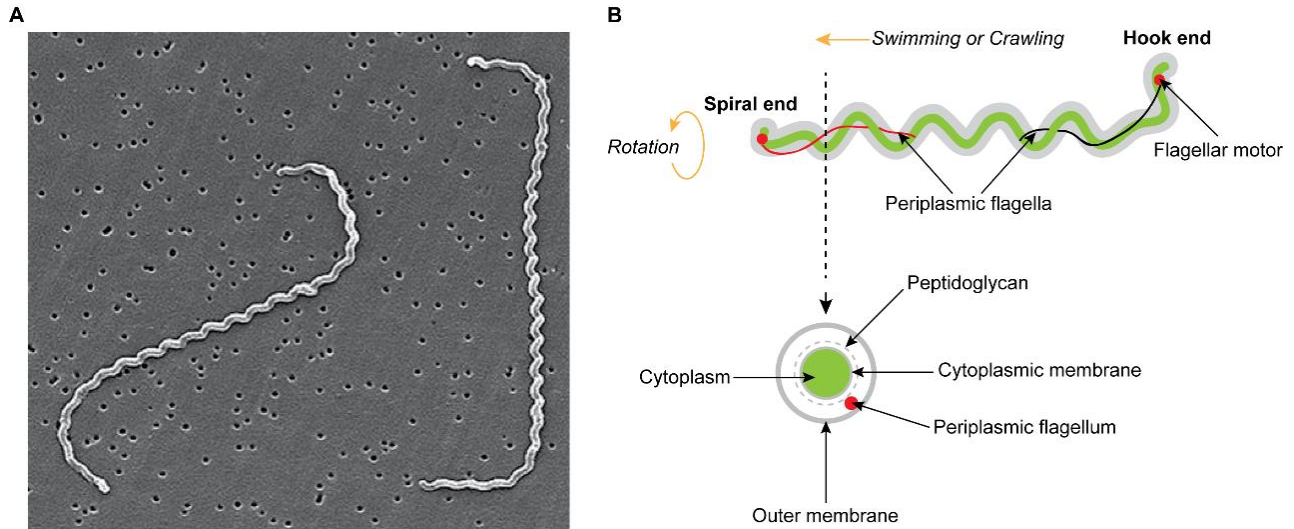 A
B
Swimming or Crawling
Hook end
Spiral end
Rotation
Flagellar motor
Periplasmic flagella
Peptidoglycan
Cytoplasm
Cytoplasmic membrane
Periplasmic flagellum
Outer membrane